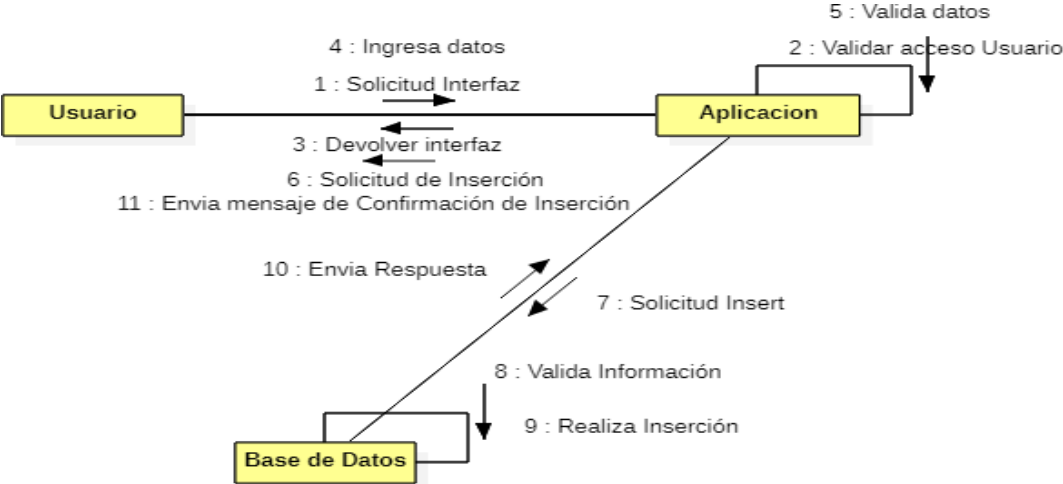 5 : Valida datos
4 : Ingresa datos
2 : Validar acceso Usuario
1 : Solicitud Interfaz
Usuario
Aplicacion
3 : Devolver interfaz
6 : Solicitud de Inserción
11 : Envia mensaje de Confirmación de Inserción
10 : Envia Respuesta
7 : Solicitud Insert
8 : Valida Información
9 : Realiza Inserción
Base de Datos